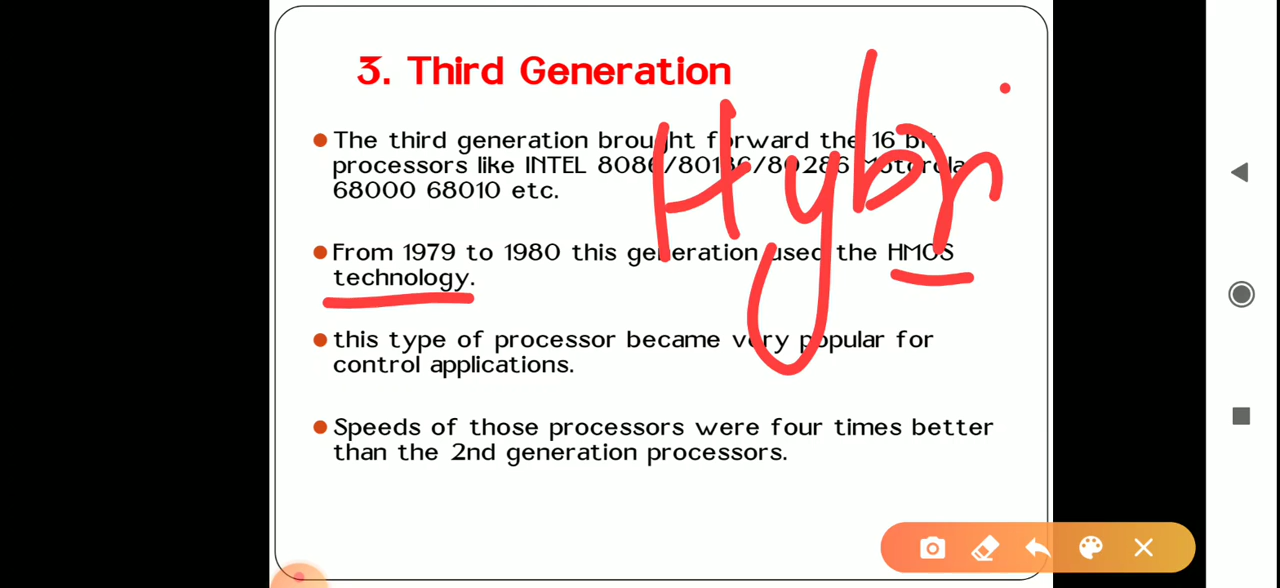 3. Third Generation
The third generation brought forward the 16 bit
processors like INTEL 8086/80186/80286 Motorola
68000 68010 etc.
From 1979 to 1980 this generation used the HMOS
technology.
this type of processor became very popular for
control applications.
Speeds of those processors were four times better
than the 2nd generation processors.
Hybri